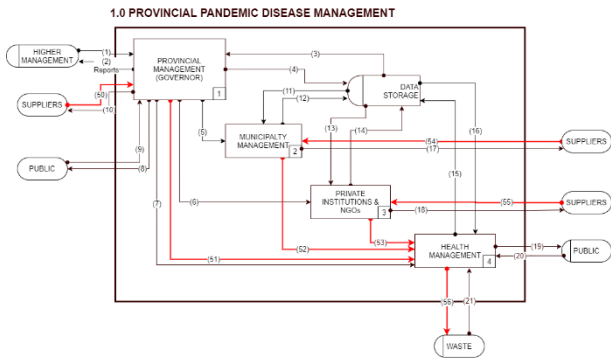 1.0 PROVINCIAL PANDEMIC DISEASE MANAGEMENT
HIGHER
MANAGEMENT
(1)
(2)
Reports
PROVINCIAL
MANAGEMENT
(GOVERNOR)
1
(3)
(4)
DATA
STORAGE
SUPPLIERS
(50)
(10)
(11)
(12)
(5)
(13)
(14)
(16)
MUNICIPALTY
MANAGEMENT
2
(54)
(17)
SUPPLIERS
PUBLIC
(9)
(8)
(7)
(6)
(15)
PRIVATE
INSTITUTIONS &
NGOs
3
(55)
(18)
SUPPLIERS
(53)
(52)
(51)
HEALTH
MANAGEMENT
4
(19)
(20)
PUBLIC
(56)
(21)
WASTE